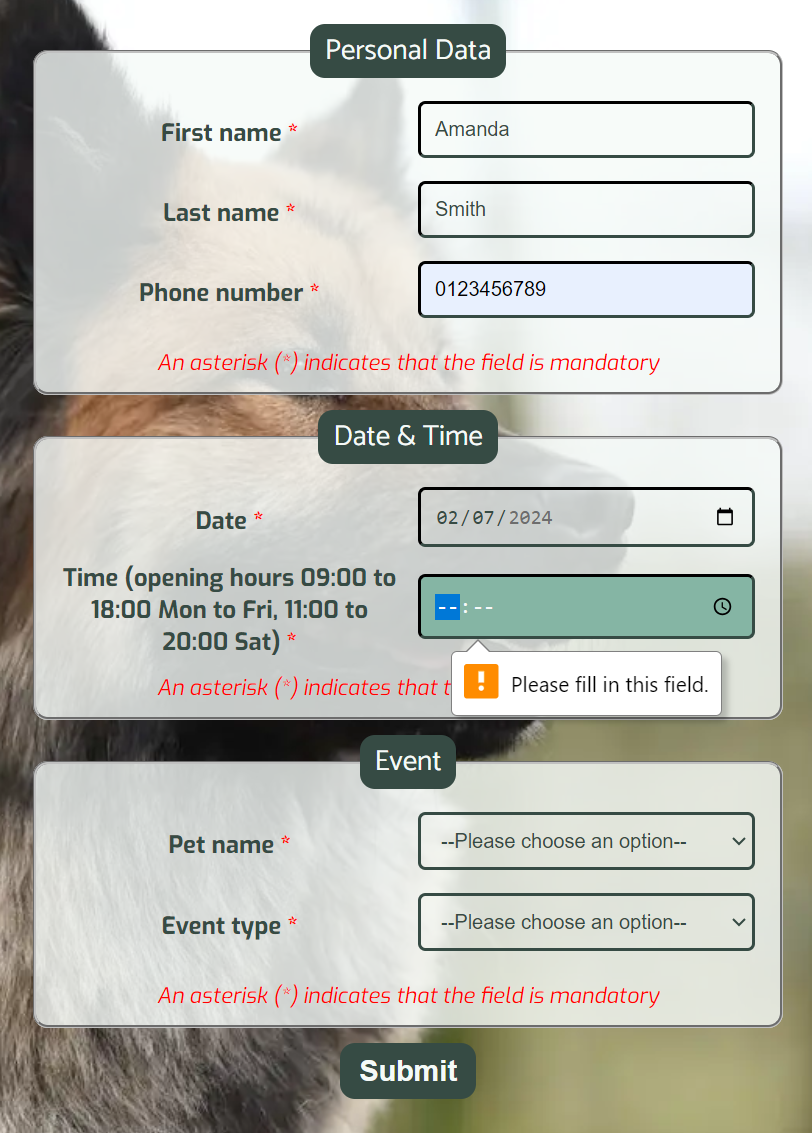 Personal Data
First name *
Amanda
Last name *
Smith
Phone number *
0123456789
An asterisk (*) indicates that the field is mandatory
Date & Time
Date *
02/07/2024
Time (opening hours 09:00 to
18:00 Mon to Fri, 11:00 to
20:00 Sat) *
--:--
An asterisk (*) indicates that t
Please fill in this field.
Event
Pet name *
--Please choose an option--
Event type *
--Please choose an option--
An asterisk (*) indicates that the field is mandatory
Submit